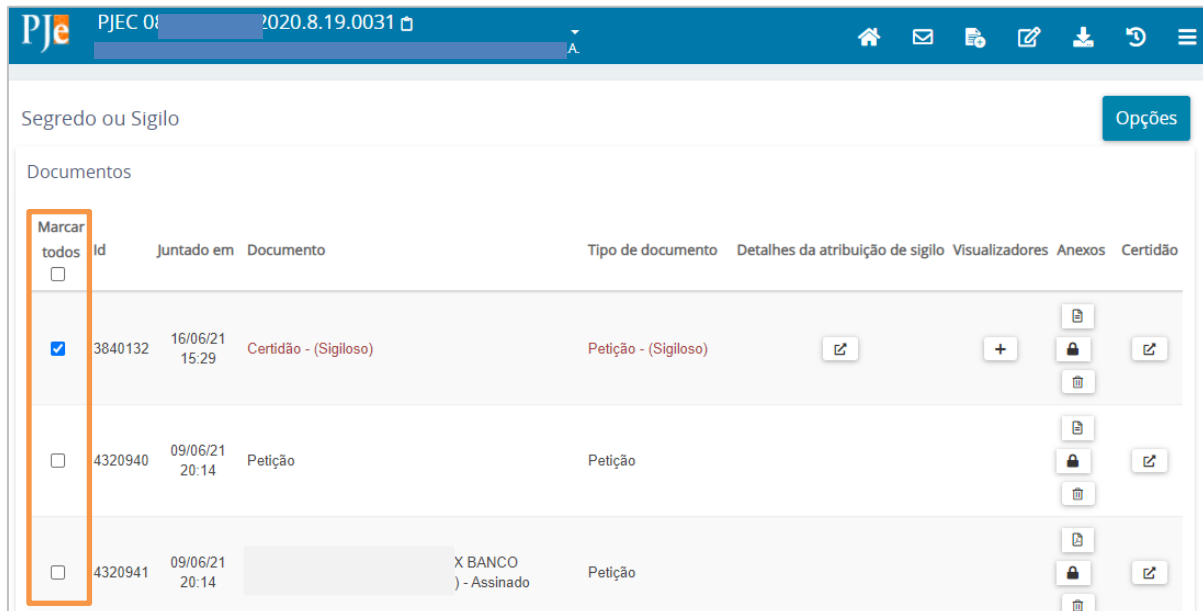 PJe
PJEC 08 2020.8.19.0031
A.
Segredo ou Sigilo
Opções
Documentos
Marcar todos Id Juntado em Documento Tipo de documento Detalhes da atribuição de sigilo Visualizadores Anexos Certidão
3840132 16/06/21 15:29 Certidão - (Sigiloso) Petição - (Sigiloso)
4320940 09/06/21 20:14 Petição Petição
4320941 09/06/21 20:14 X BANCO ) - Assinado Petição